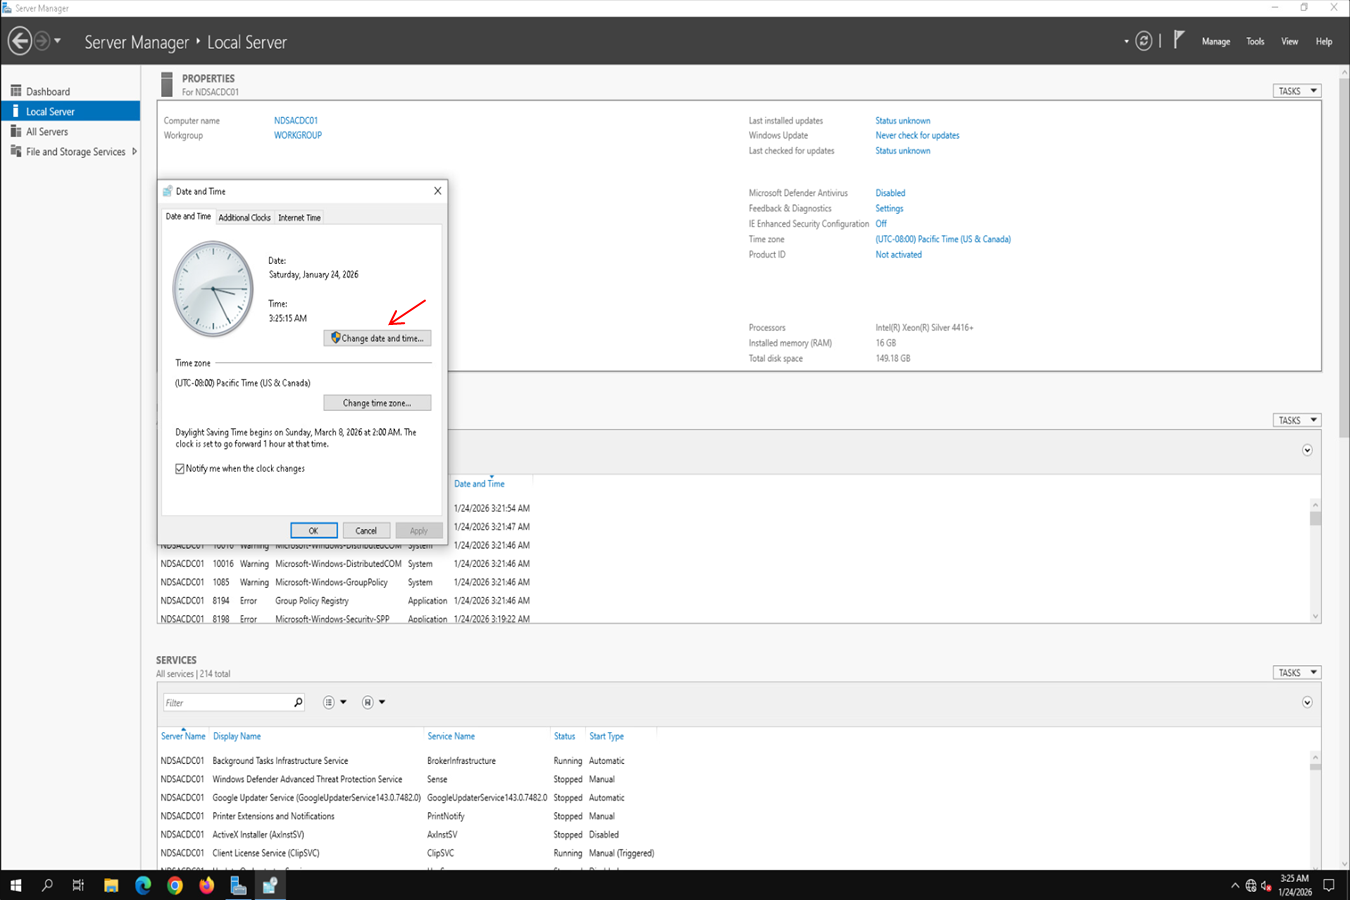 Server Manager
Server Manager ‣ Local Server
Manage Tools View Help
Dashboard
Local Server
All Servers
File and Storage Services
PROPERTIES
For NDSACDC01
TASKS
Computer name NDSACDC01
Workgroup WORKGROUP
Last installed updates Status unknown
Windows Update Never check for updates
Last checked for updates Status unknown
Microsoft Defender Antivirus Disabled
Feedback & Diagnostics Settings
IE Enhanced Security Configuration Off
Time zone (UTC-08:00) Pacific Time (US & Canada)
Product ID Not activated
Processors Intel(R) Xeon(R) Silver 4416+
Installed memory (RAM) 16 GB
Total disk space 149.18 GB
Date and Time
Date and Time Additional Clocks Internet Time
Date:
Saturday, January 24, 2026
Time:
3:25:15 AM
Change date and time...
Time zone
(UTC-08:00) Pacific Time (US & Canada)
Change time zone...
Daylight Saving Time begins on Sunday, March 8, 2026 at 2:00 AM. The
clock is set to go forward 1 hour at that time.
Notify me when the clock changes
OK Cancel Apply
TASKS
Date and Time
1/24/2026 3:21:54 AM
1/24/2026 3:21:47 AM
NDSACDC01 10016 Warning Microsoft-Windows-DistributedCOM System 1/24/2026 3:21:46 AM
NDSACDC01 10016 Warning Microsoft-Windows-DistributedCOM System 1/24/2026 3:21:46 AM
NDSACDC01 1085 Warning Microsoft-Windows-GroupPolicy System 1/24/2026 3:21:46 AM
NDSACDC01 8194 Error Group Policy Registry Application 1/24/2026 3:21:46 AM
NDSACDC01 8198 Error Microsoft-Windows-Security-SPP Application 1/24/2026 3:19:22 AM
SERVICES
All services | 214 total
TASKS
Filter
Server Name Display Name Service Name Status Start Type
NDSACDC01 Background Tasks Infrastructure Service BrokerInfrastructure Running Automatic
NDSACDC01 Windows Defender Advanced Threat Protection Service Sense Stopped Manual
NDSACDC01 Google Updater Service (GoogleUpdaterService143.0.7482.0) GoogleUpdaterService143.0.7482.0 Stopped Automatic
NDSACDC01 Printer Extensions and Notifications PrintNotify Stopped Manual
NDSACDC01 ActiveX Installer (AxInstSV) AxInstSV Stopped Disabled
NDSACDC01 Client License Service (ClipSVC) ClipSVC Running Manual (Triggered)
3:25 AM
1/24/2026